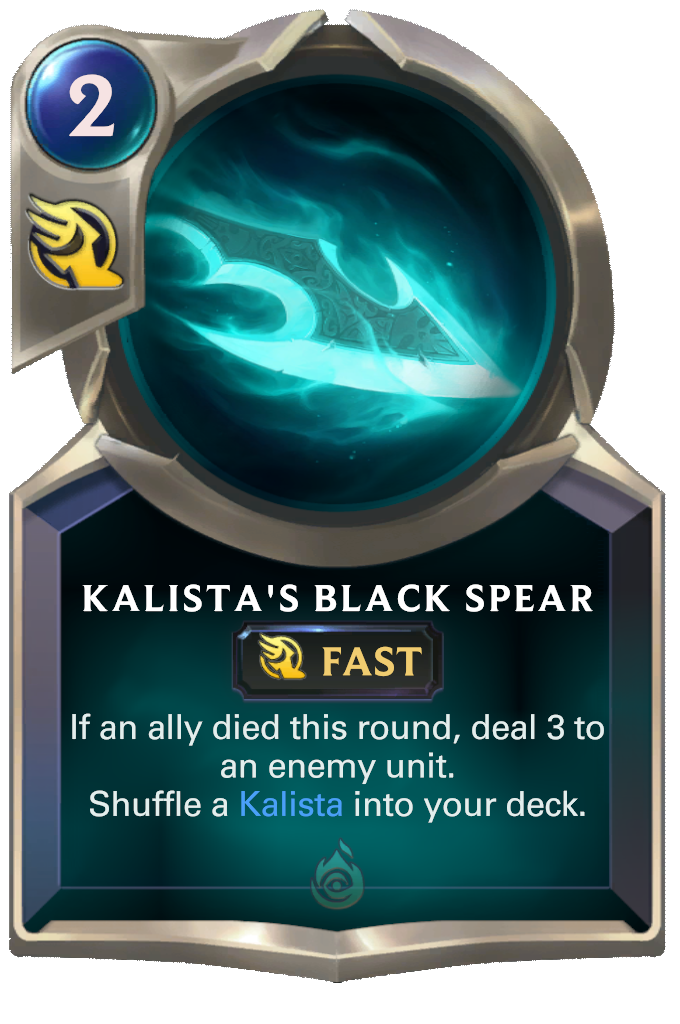 2
KALISTA'S BLACK SPEAR
FAST
If an ally died this round, deal 3 to
an enemy unit.
Shuffle a Kalista into your deck.